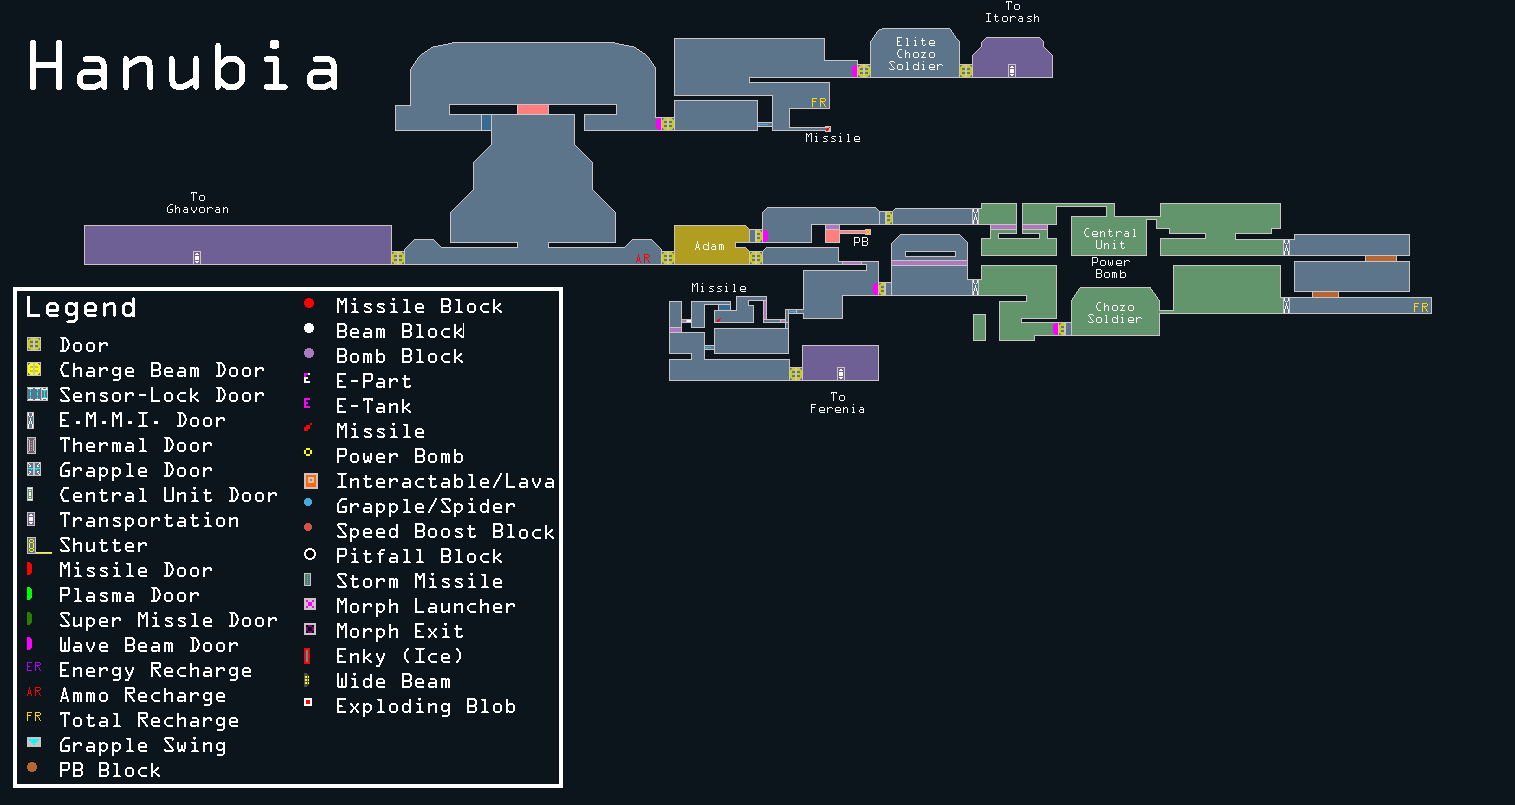 Hanubia
To
Itorash
Elite
Chozo
Soldier
FR
Missile
To
Ghavoran
AR
Adam
PB
Central
Unit
Power
Bomb
Chozo
Soldier
FR
Missile
To
Ferenia
Legend
Door
Charge Beam Door
Sensor-Lock Door
E.M.M.I. Door
Thermal Door
Grapple Door
Central Unit Door
Transportation
Shutter
Missile Door
Plasma Door
Super Missle Door
Wave Beam Door
ER Energy Recharge
AR Ammo Recharge
FR Total Recharge
Grapple Swing
PB Block
Missile Block
Beam Block
Bomb Block
E E-Part
E E-Tank
Missile
Power Bomb
Interactable/Lava
Grapple/Spider
Speed Boost Block
Pitfall Block
Storm Missile
Morph Launcher
Morph Exit
Enky (Ice)
Wide Beam
Exploding Blob